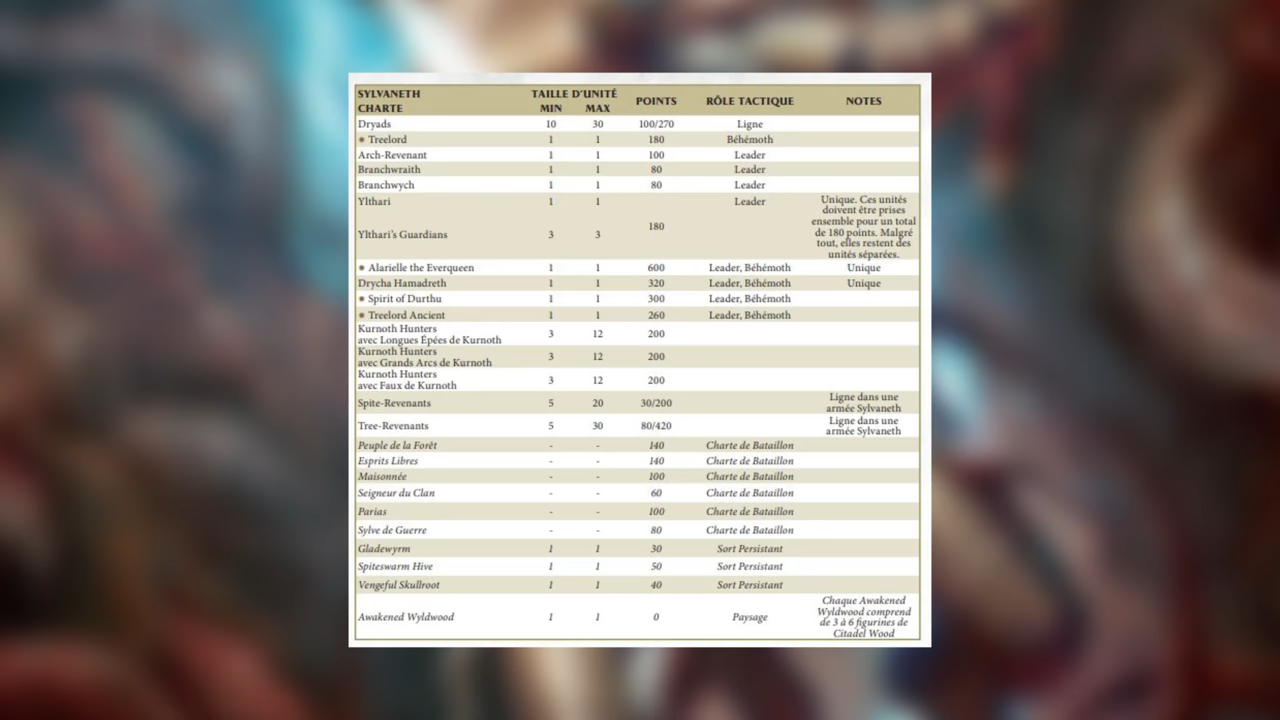 SYLVANETH TAILLE D'UNITÉ POINTS RÔLE TACTIQUE NOTES
CHARTE MIN MAX
Dryads 10 30 100/270 Ligne
Treelord 1 1 180 Béhémoth
Arch-Revenant 1 1 100 Leader
Branchwraith 1 1 80 Leader
Branchwych 1 1 80 Leader
Ylthari 1 1 180 Leader Unique. Ces unités
doivent être prises
ensemble pour un total
de 180 points. Malgré
tout, elles restent des
unités séparées.
Ylthari's Guardians 3 3
Alarielle the Everqueen 1 1 600 Leader, Béhémoth Unique
Drycha Hamadreth 1 1 320 Leader, Béhémoth Unique
Spirit of Durthu 1 1 300 Leader, Béhémoth
Treelord Ancient 1 1 260 Leader, Béhémoth
Kurnoth Hunters
avec Longues Épées de Kurnoth 3 12 200
Kurnoth Hunters
avec Grands Arcs de Kurnoth 3 12 200
Kurnoth Hunters
avec Faux de Kurnoth 3 12 200
Spite-Revenants 5 20 30/200 Ligne dans une
armée Sylvaneth
Tree-Revenants 5 30 80/420 Ligne dans une
armée Sylvaneth
Peuple de la Forêt - - 140 Charte de Bataillon
Esprits Libres - - 140 Charte de Bataillon
Maisonnée - - 100 Charte de Bataillon
Seigneur du Clan - - 60 Charte de Bataillon
Parias - - 100 Charte de Bataillon
Sylve de Guerre - - 80 Charte de Bataillon
Gladewyrm 1 1 30 Sort Persistant
Spiteswarm Hive 1 1 50 Sort Persistant
Vengeful Skullroot 1 1 40 Sort Persistant
Awakened Wyldwood 1 1 0 Paysage Chaque Awakened
Wyldwood comprend
de 3 à 6 figurines de
Citadel Wood